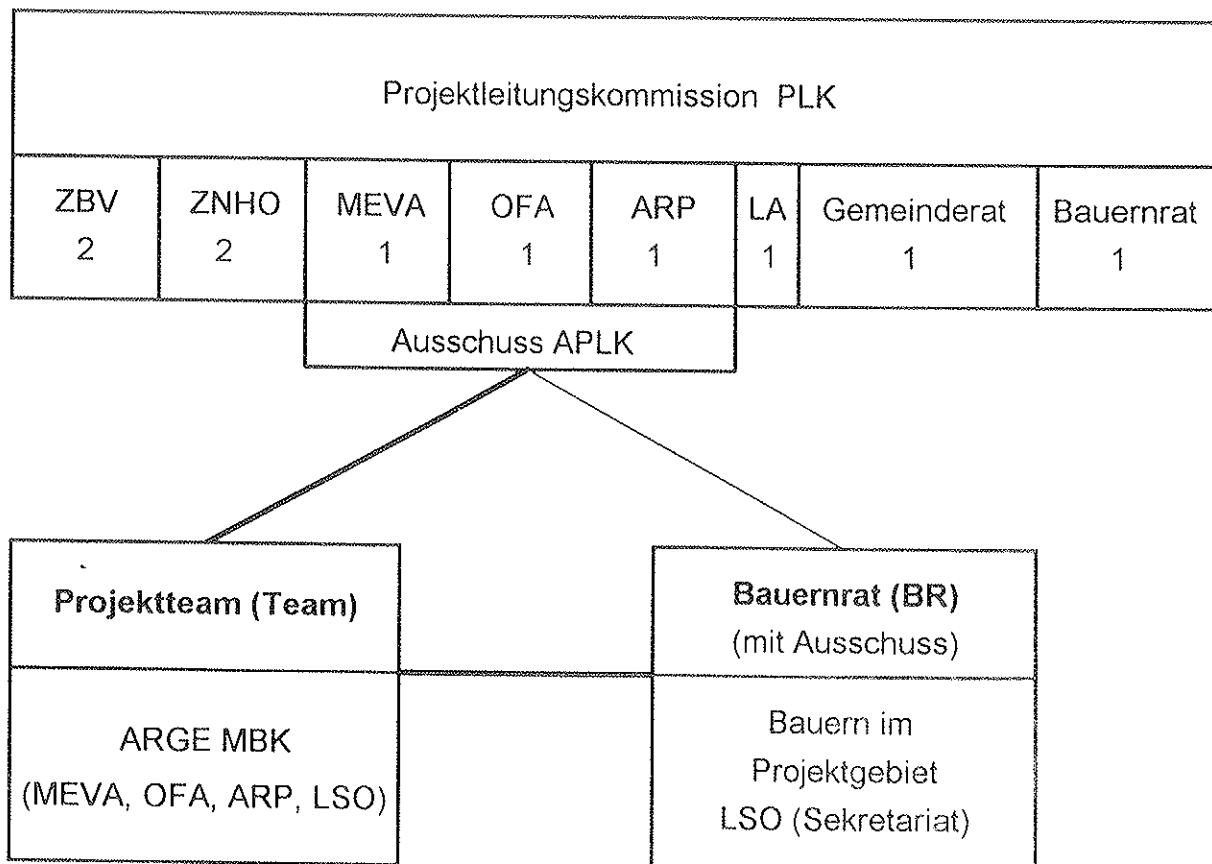 Projektleitungskommission PLK
ZBV ZNHO MEVA OFA ARP LA Gemeinderat Bauernrat
2 2 1 1 1 1 1 1
Ausschuss APLK
Projektteam (Team)
ARGE MBK
(MEVA, OFA, ARP, LSO)
Bauernrat (BR)
(mit Ausschuss)
Bauern im
Projektgebiet
LSO (Sekretariat)